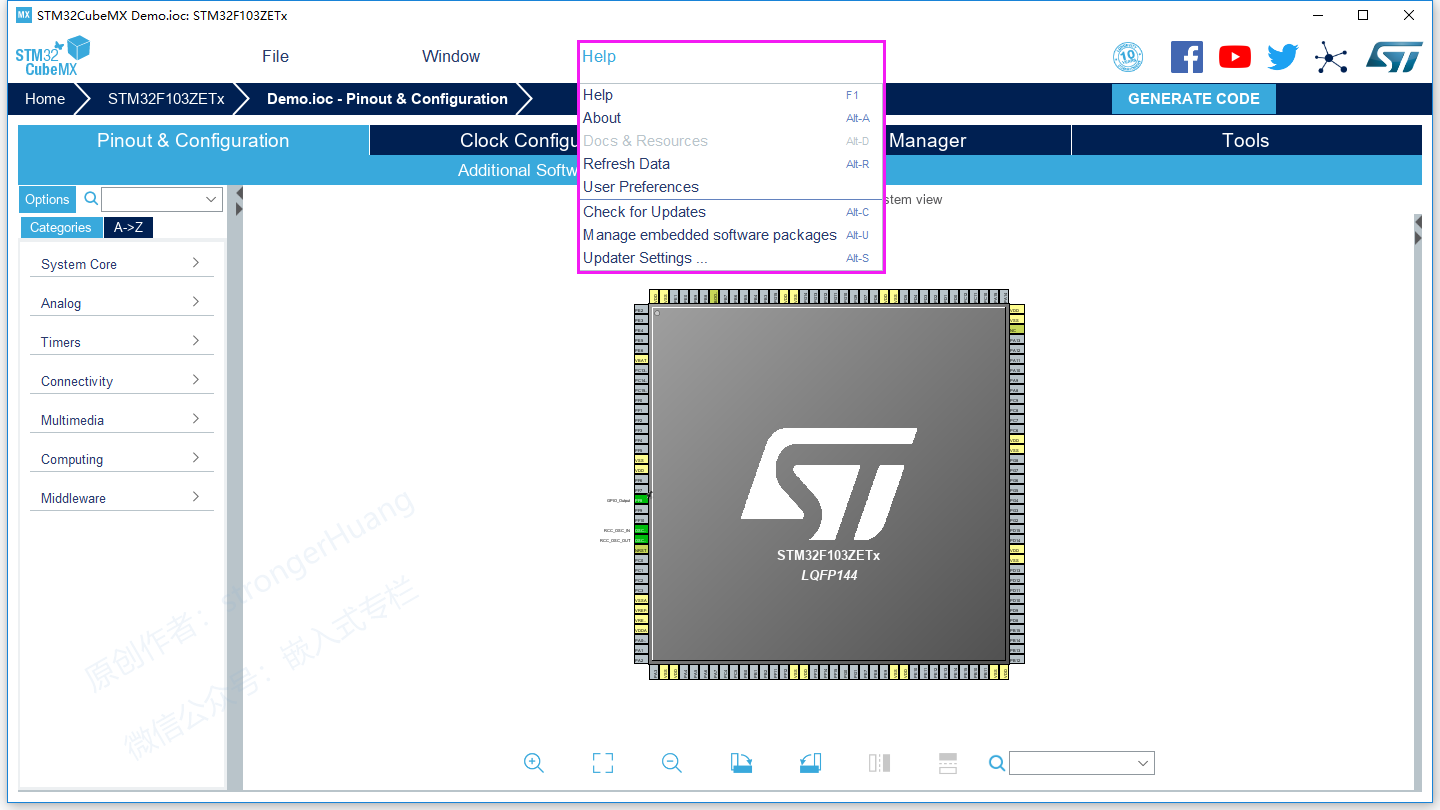 MX STM32CubeMX Demo.ioc: STM32F103ZETx
STM32
CubeMX
File Window Help
10
Home STM32F103ZETx Demo.ioc - Pinout & Configuration GENERATE CODE
Help F1
About Alt-A
Docs & Resources Alt-D
Refresh Data Alt-R
User Preferences
Check for Updates Alt-C
Manage embedded software packages Alt-U
Updater Settings ... Alt-S
Pinout & Configuration Clock Configu Manager Tools
Additional Softw
Options stem view
Categories A->Z
System Core
Analog
Timers
Connectivity
Multimedia
Computing
Middleware
GPIO_Output
RCC_OSC_IN
RCC_OSC_OUT
ST
STM32F103ZETx
LQFP144
原创作者：strongerHuang
微信公众号：嵌入式专栏